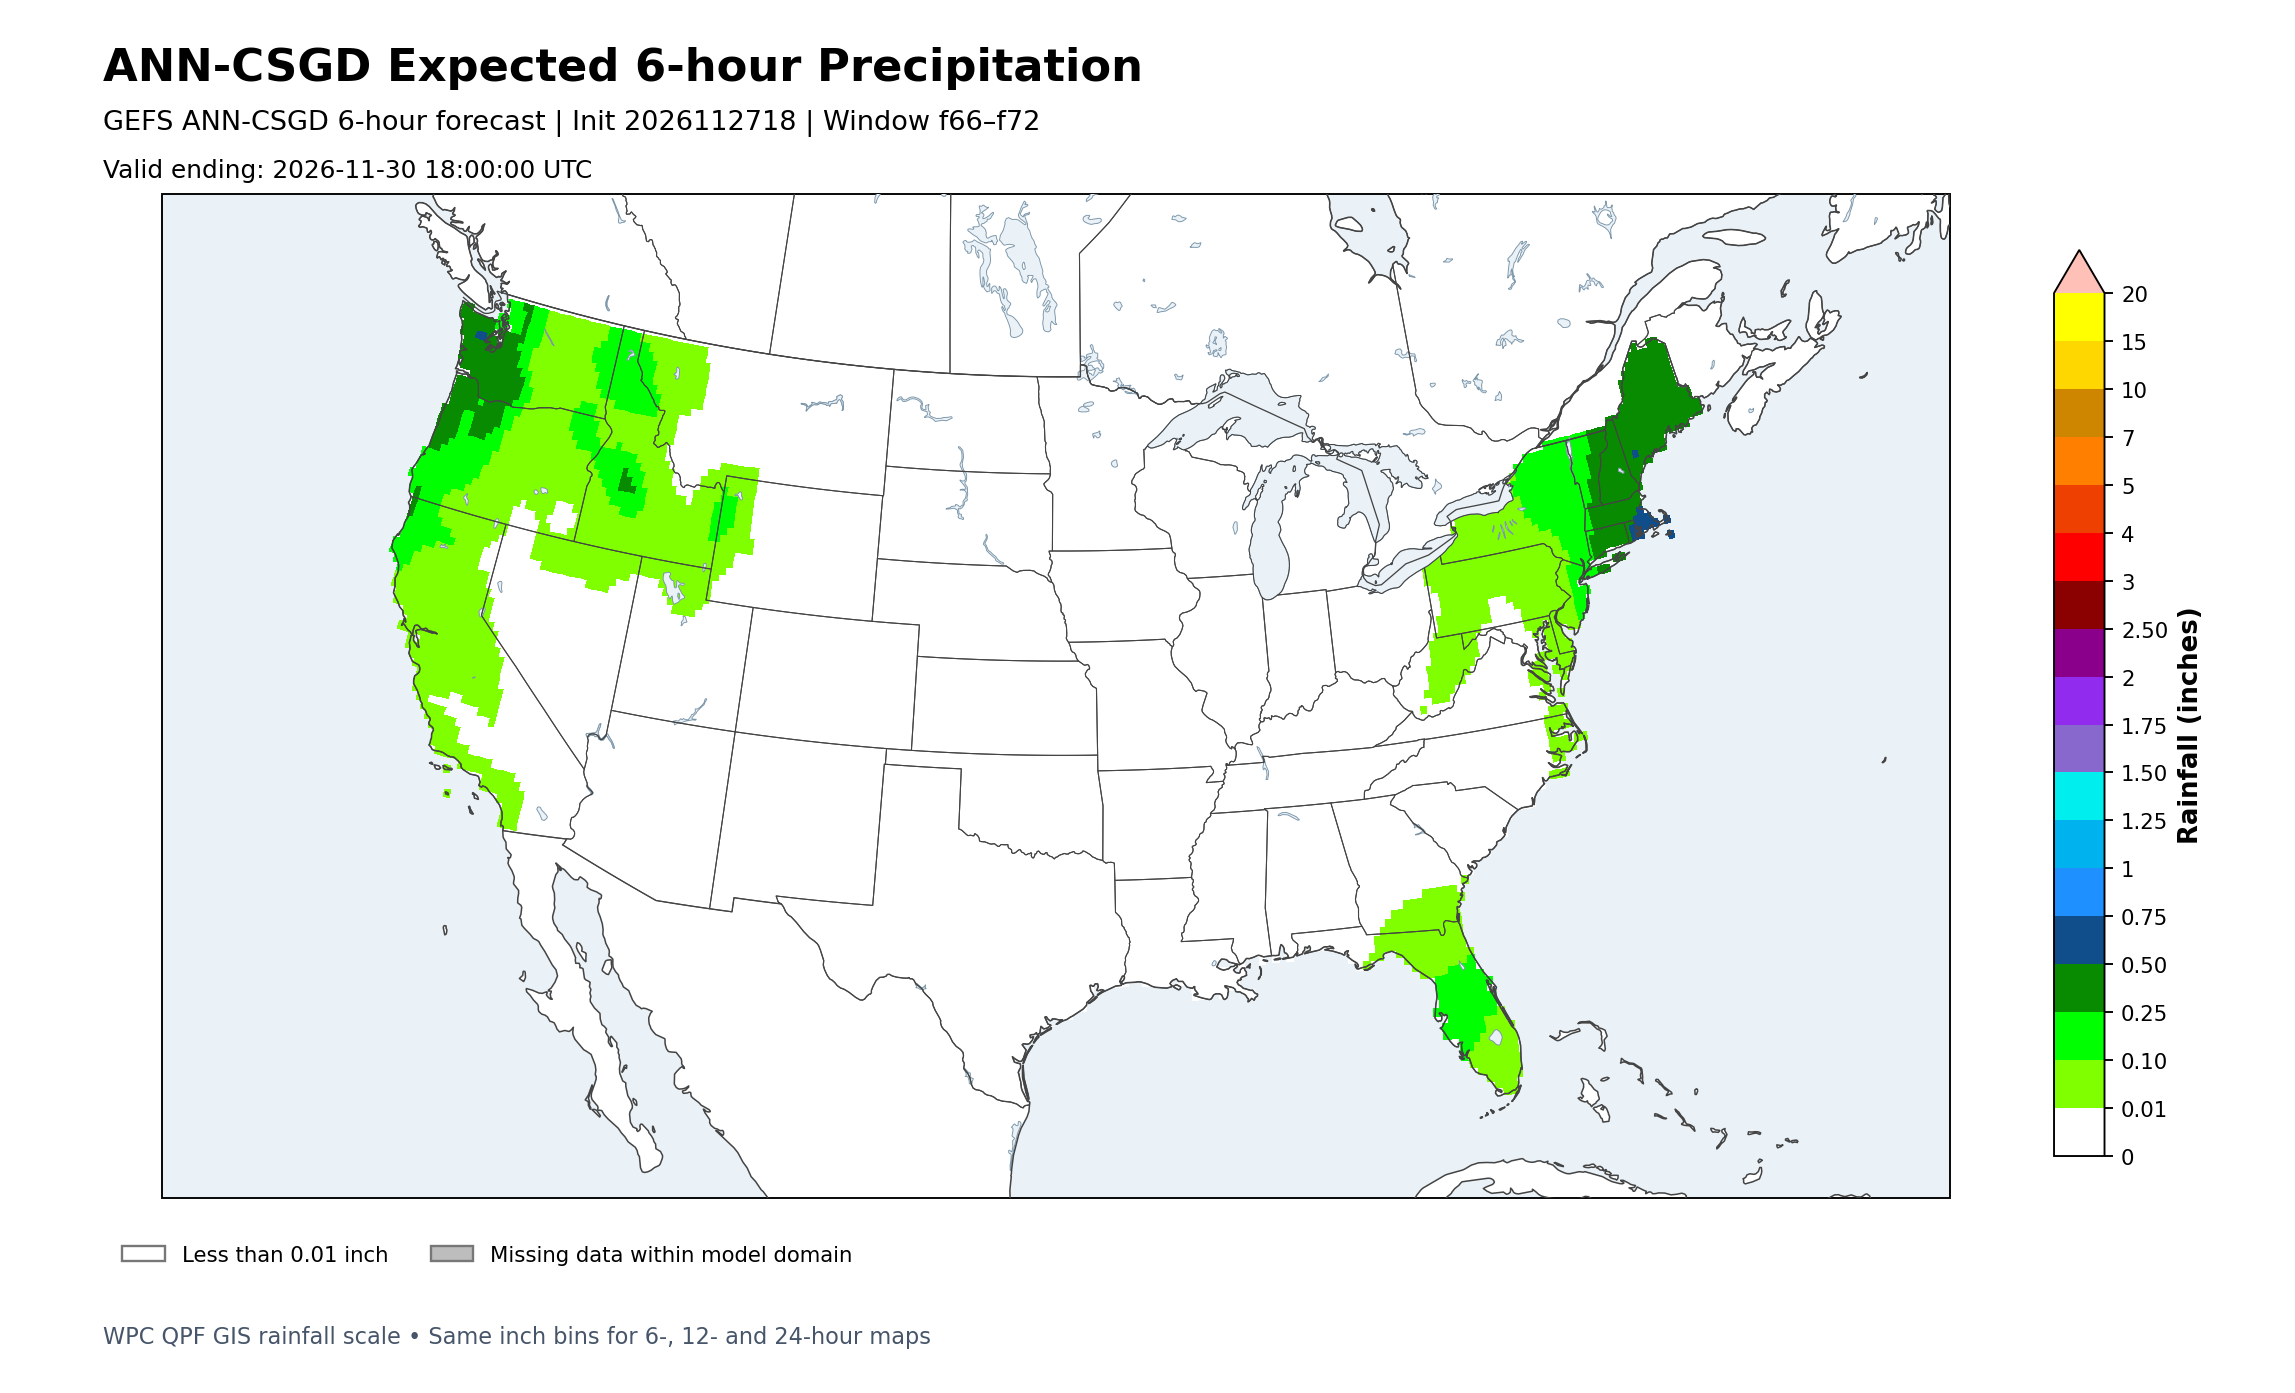 ANN-CSGD Expected 6-hour Precipitation
GEFS ANN-CSGD 6-hour forecast | Init 2026112718 | Window f66–f72
Valid ending: 2026-11-30 18:00:00 UTC
20
15
10
7
5
4
3
2.50
2
1.75
1.50
1.25
1
0.75
0.50
0.25
0.10
0.01
0
Rainfall (inches)
Less than 0.01 inch
Missing data within model domain
WPC QPF GIS rainfall scale • Same inch bins for 6-, 12- and 24-hour maps